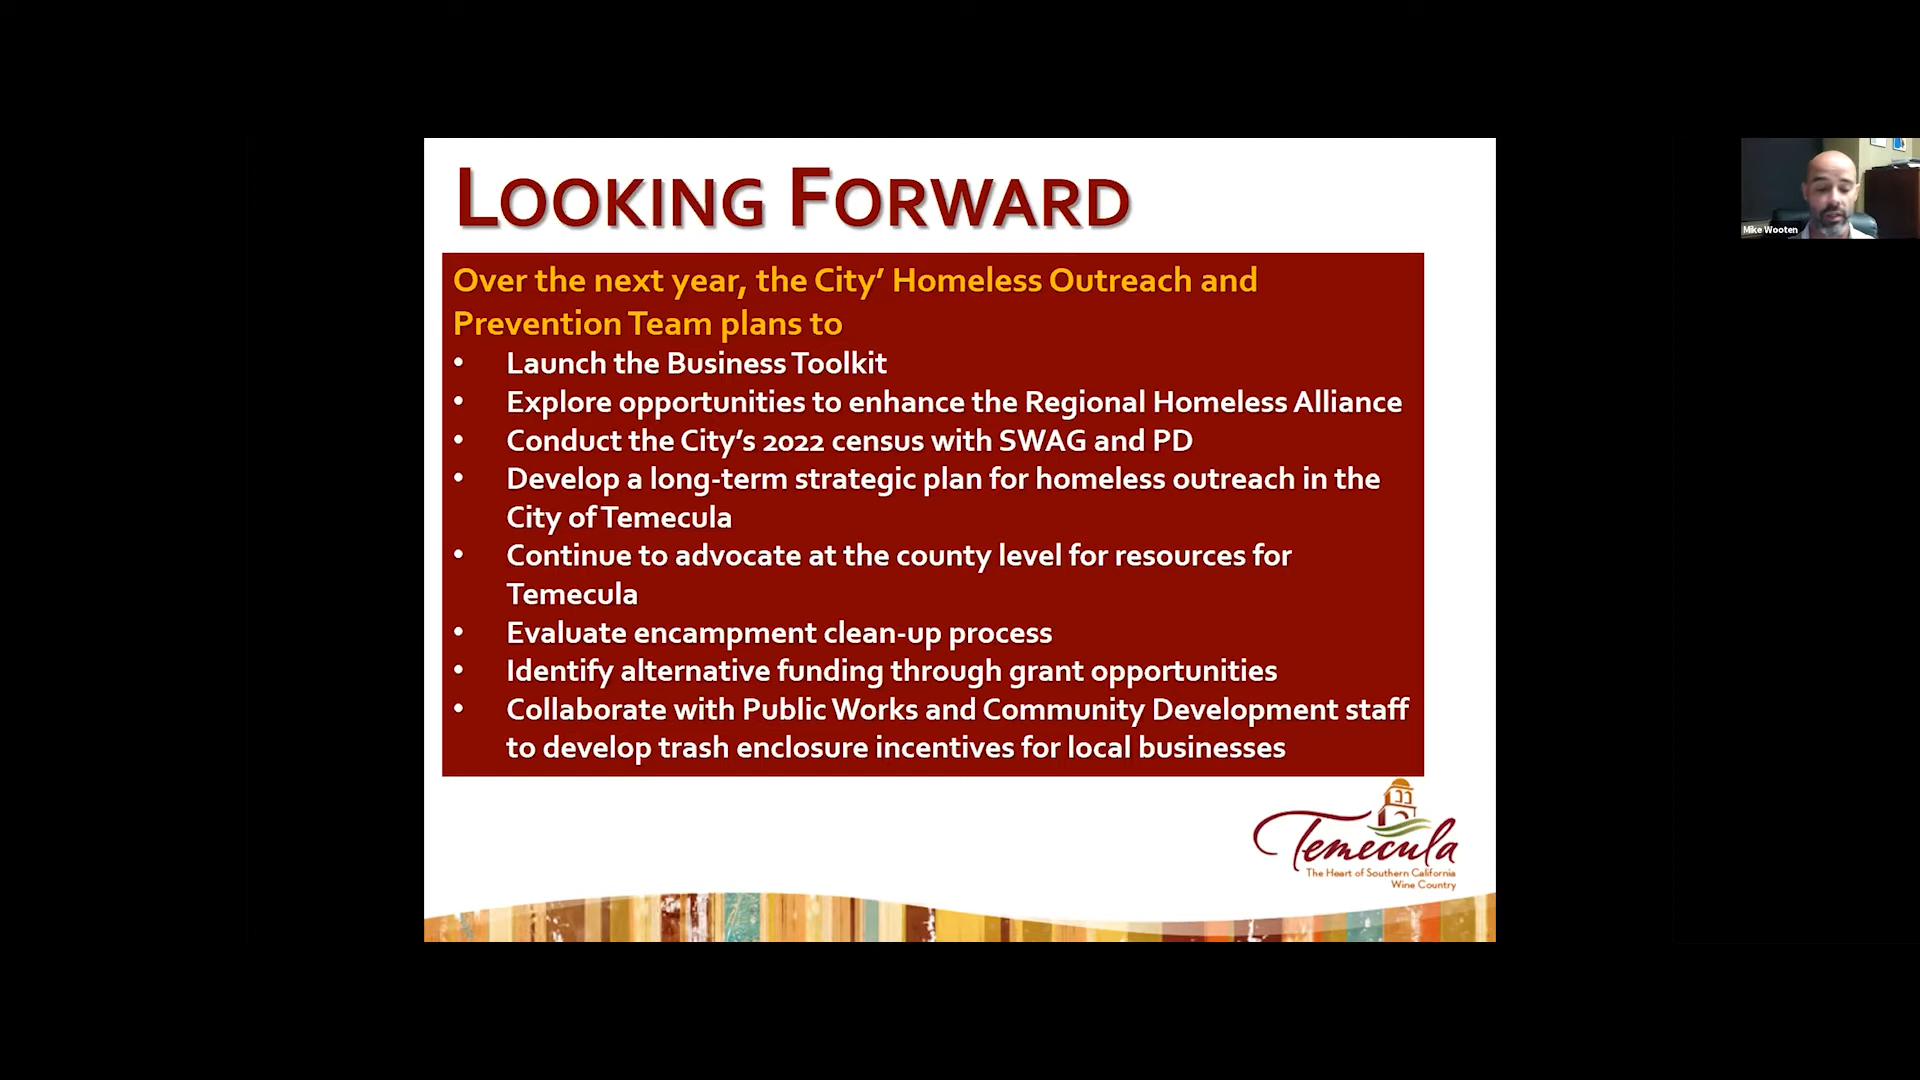 LOOKING FORWARD
Over the next year, the City’ Homeless Outreach and
Prevention Team plans to
• Launch the Business Toolkit
• Explore opportunities to enhance the Regional Homeless Alliance
• Conduct the City’s 2022 census with SWAG and PD
• Develop a long-term strategic plan for homeless outreach in the
City of Temecula
• Continue to advocate at the county level for resources for
Temecula
• Evaluate encampment clean-up process
• Identify alternative funding through grant opportunities
• Collaborate with Public Works and Community Development staff
to develop trash enclosure incentives for local businesses
Temecula
The Heart of Southern California
Wine Country
Mike Wooten